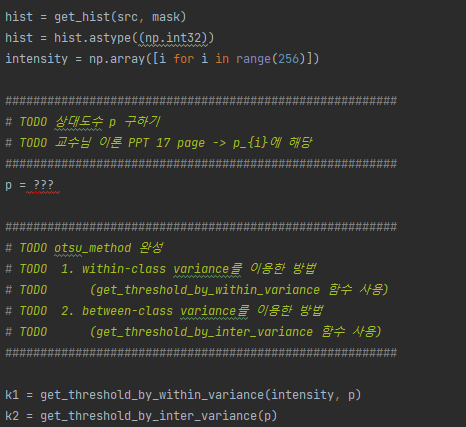 hist = get_hist(src, mask)
hist = hist.astype((np.int32))
intensity = np.array([i for i in range(256)])
########################################################
# TODO 상대도수 p 구하기
# TODO 교수님 이론 PPT 17 page -> p_{i}에 해당
########################################################
p = ???
########################################################
# TODO otsu_method 완성
# TODO  1. within-class variance를 이용한 방법
# TODO      (get_threshold_by_within_variance 함수 사용)
# TODO  2. between-class variance를 이용한 방법
# TODO      (get_threshold_by_inter_variance 함수 사용)
########################################################
k1 = get_threshold_by_within_variance(intensity, p)
k2 = get_threshold_by_inter_variance(p)